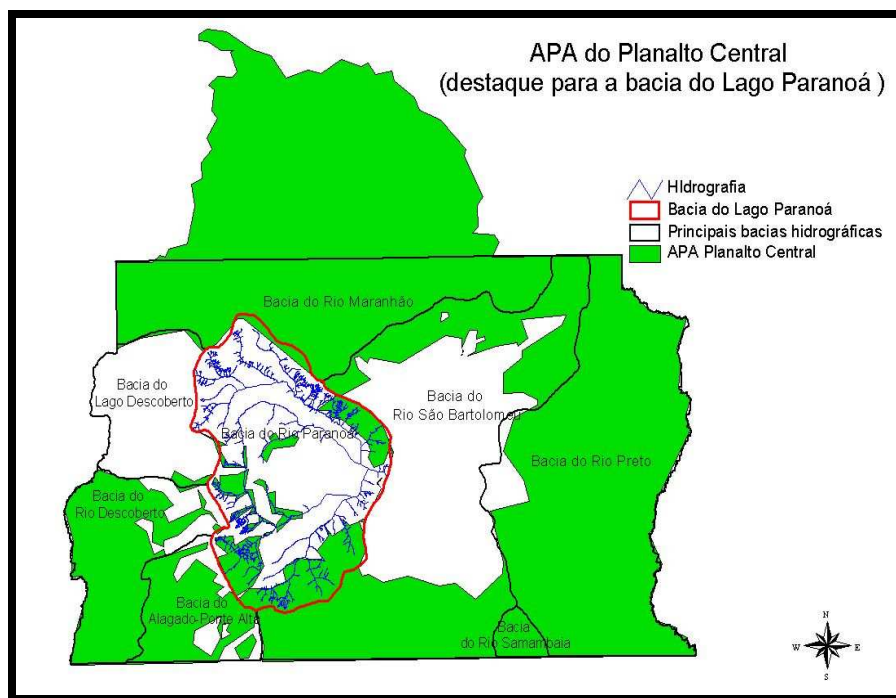 APA do Planalto Central
(destaque para a bacia do Lago Paranoá )
HIdrografia
Bacia do Lago Paranoá
Principais bacias hidrográficas
APA Planalto Central
Bacia do Rio Maranhão
Bacia do
Lago Descoberto
Bacia do
Rio São Bartolomeu
Bacia do Rio Paranoá
Bacia do Rio Preto
Bacia do
Rio Descoberto
Bacia do
Alagado-Ponte Alta
Bacia
do Rio Samambaia
N
W
E
S